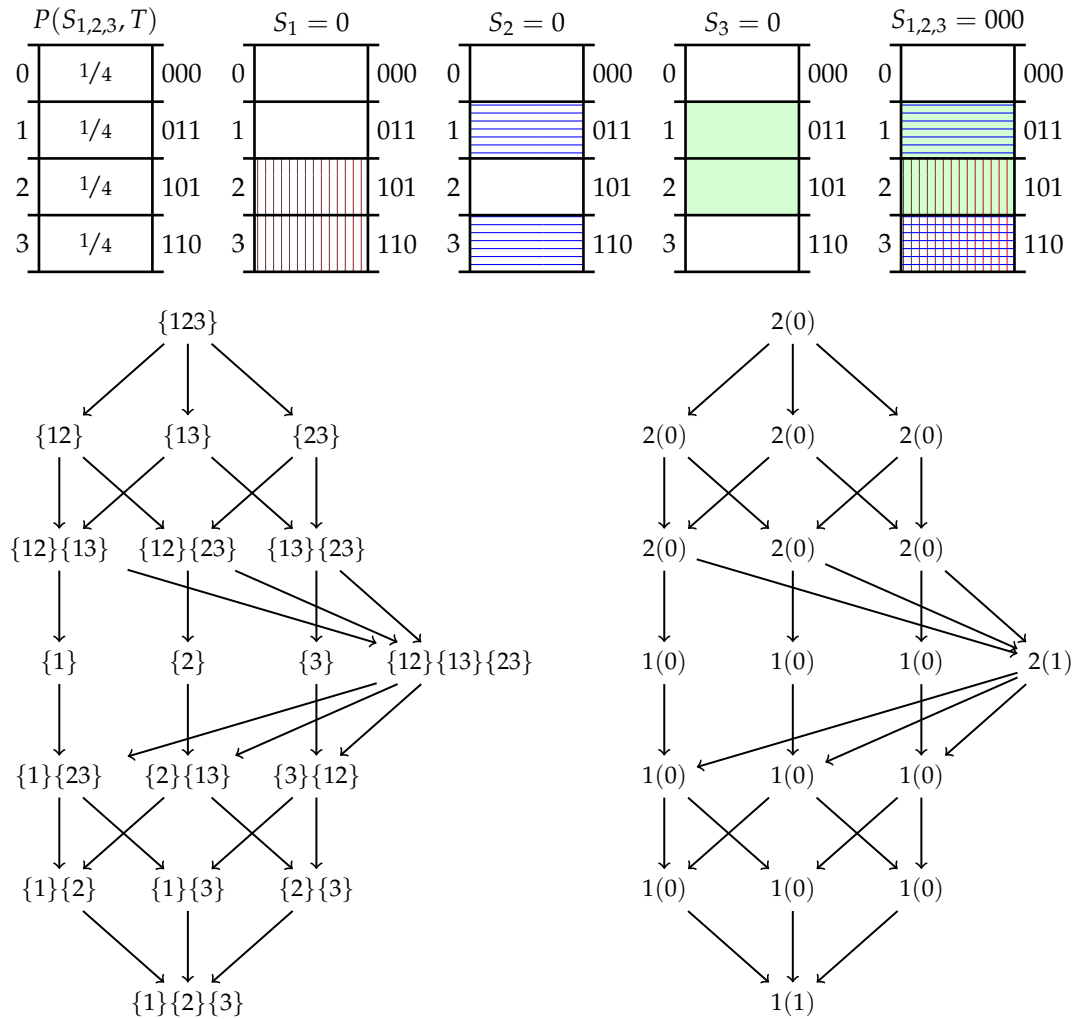 P(S1,2,3, T) S1 = 0 S2 = 0 S3 = 0 S1,2,3 = 000
0 1/4 000 0 000 0 000 0 000 0 000
1 1/4 011 1 011 1 011 1 011 1 011
2 1/4 101 2 101 2 101 2 101 2 101
3 1/4 110 3 110 3 110 3 110 3 110
{123} 2(0)
{12} {13} {23} 2(0) 2(0) 2(0)
{12}{13} {12}{23} {13}{23} 2(0) 2(0) 2(0)
{1} {2} {3} {12}{13}{23} 1(0) 1(0) 1(0) 2(1)
{1}{23} {2}{13} {3}{12} 1(0) 1(0) 1(0)
{1}{2} {1}{3} {2}{3} 1(0) 1(0) 1(0)
{1}{2}{3} 1(1)